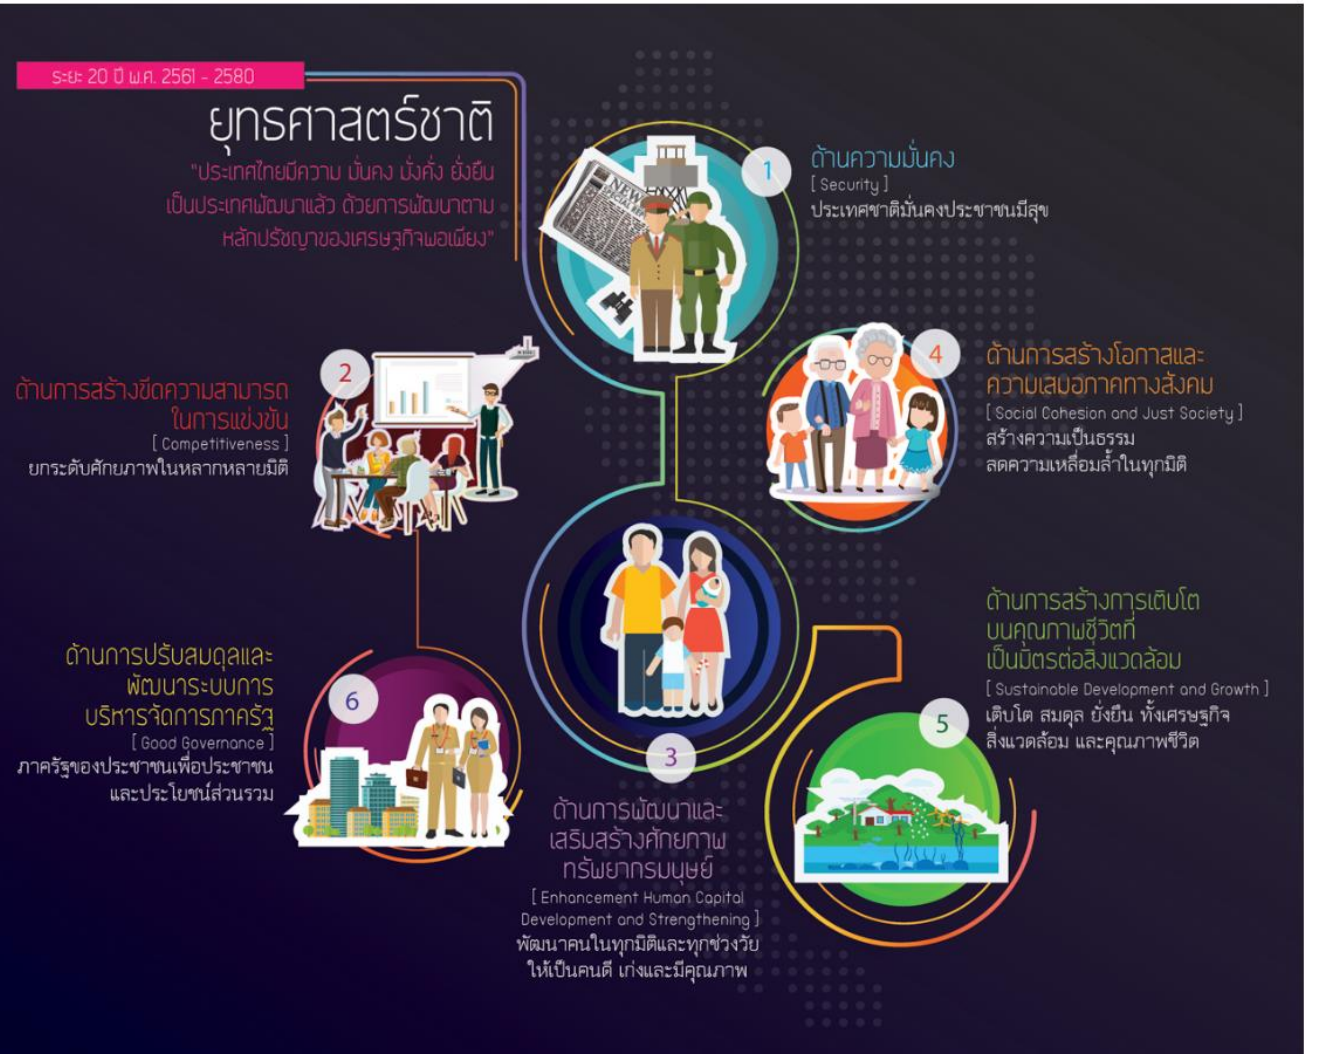 ระยะ 20 ปี พ.ศ. 2561 - 2580
ยุทธศาสตร์ชาติ
"ประเทศไทยมีความ มั่นคง มั่งคั่ง ยั่งยืน
เป็นประเทศพัฒนาแล้ว ด้วยการพัฒนาตาม
หลักปรัชญาของเศรษฐกิจพอเพียง"
1
ด้านความมั่นคง
[ Security ]
ประเทศชาติมั่นคงประชาชนมีสุข
NEW
2
ด้านการสร้างขีดความสามารถ
ในการแข่งขัน
[ Competitiveness ]
ยกระดับศักยภาพในหลากหลายมิติ
4
ด้านการสร้างโอกาสและ
ความเสมอภาคทางสังคม
[ Social Cohesion and Just Society ]
สร้างความเป็นธรรม
ลดความเหลื่อมล้ำในทุกมิติ
3
ด้านการพัฒนาและ
เสริมสร้างศักยภาพ
ทรัพยากรมนุษย์
[ Enhancement Human Capital
Development and Strengthening ]
พัฒนาคนในทุกมิติและทุกช่วงวัย
ให้เป็นคนดี เก่งและมีคุณภาพ
5
ด้านการสร้างการเติบโต
บนคุณภาพชีวิตที่
เป็นมิตรต่อสิ่งแวดล้อม
[ Sustainable Development and Growth ]
เติบโต สมดุล ยั่งยืน ทั้งเศรษฐกิจ
สิ่งแวดล้อม และคุณภาพชีวิต
6
ด้านการปรับสมดุลและ
พัฒนาระบบการ
บริหารจัดการภาครัฐ
[ Good Governance ]
ภาครัฐของประชาชนเพื่อประชาชน
และประโยชน์ส่วนรวม